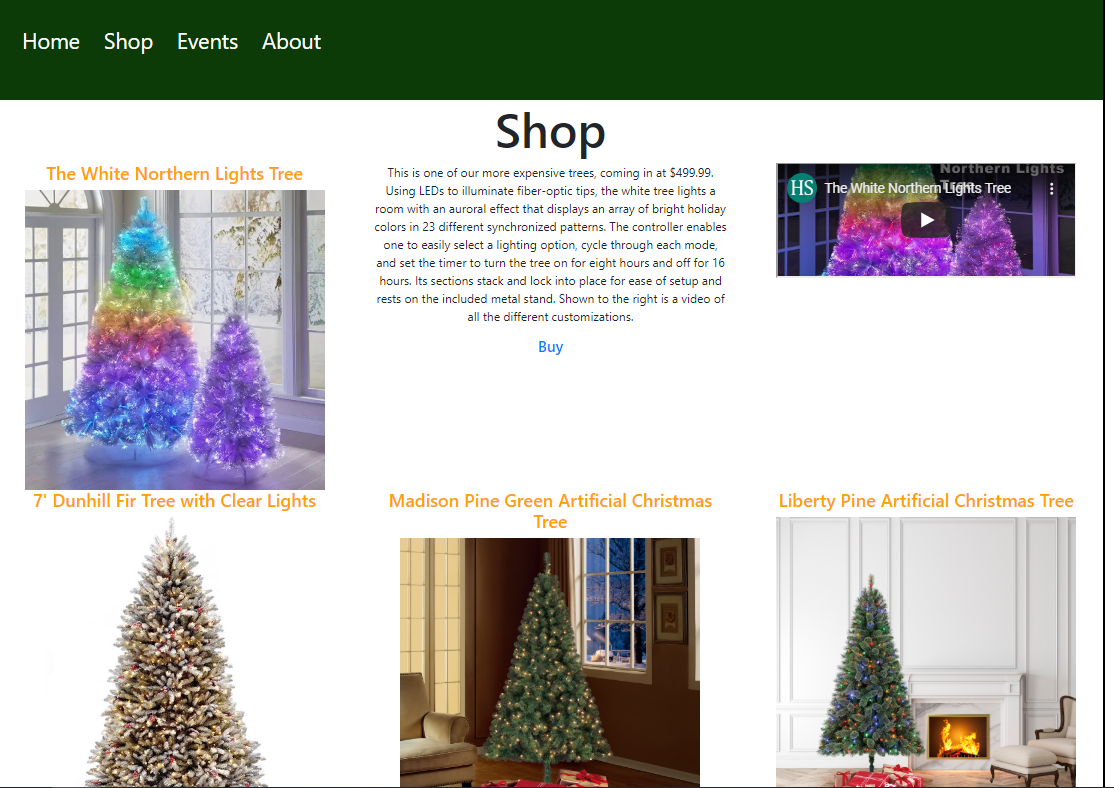 Home Shop Events About
Shop
The White Northern Lights Tree
This is one of our more expensive trees, coming in at $499.99.
Using LEDs to illuminate fiber-optic tips, the white tree lights a
room with an auroral effect that displays an array of bright holiday
colors in 23 different synchronized patterns. The controller enables
one to easily select a lighting option, cycle through each mode,
and set the timer to turn the tree on for eight hours and off for 16
hours. Its sections stack and lock into place for ease of setup and
rests on the included metal stand. Shown to the right is a video of
all the different customizations.
Buy
Northern Lights
HS The White Northern Lights Tree
7' Dunhill Fir Tree with Clear Lights
Madison Pine Green Artificial Christmas
Tree
Liberty Pine Artificial Christmas Tree